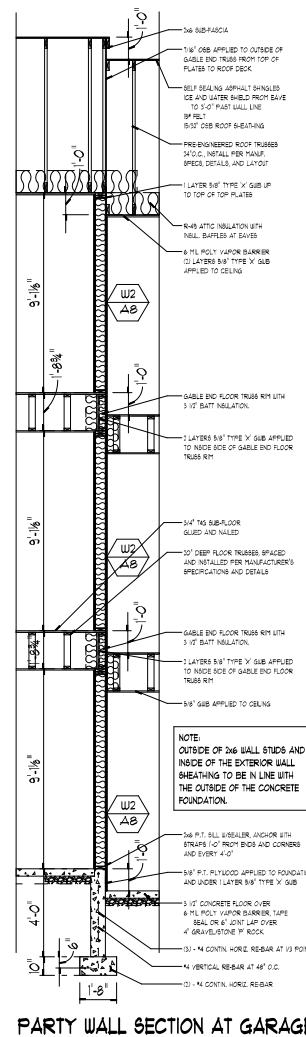 1'-0"
2x6 SUB-FASCIA
7/16" OSB APPLIED TO OUTSIDE OF
GABLE END TRUSS FROM TOP OF
PLATES TO ROOF DECK
SELF SEALING ASPHALT SHINGLES
ICE AND WATER SHIELD FROM EAVE
TO 3'-0" PAST WALL LINE
15# FELT
15/32" OSB ROOF SHEATHING
PRE-ENGINEERED ROOF TRUSSES
24" O.C., INSTALL PER MANUF.
SPECS, DETAILS, AND LAYOUT
1'-0"
1 LAYER 5/8" TYPE 'X' GWB UP
TO TOP OF TOP PLATES
R-49 ATTIC INSULATION WITH
INSUL. BAFFLES AT EAVES
6 MIL POLY VAPOR BARRIER
(2) LAYERS 5/8" TYPE 'X' GWB
APPLIED TO CEILING
9'-1 1/8"
W2
A8
1'-0"
1'-8 3/4"
GABLE END FLOOR TRUSS RIM WITH
3 1/2" BATT INSULATION.
2 LAYERS 5/8" TYPE 'X' GWB APPLIED
TO INSIDE SIDE OF GABLE END FLOOR
TRUSS RIM
9'-1 1/8"
W2
A8
3/4" T&G SUB-FLOOR
GLUED AND NAILED
20" DEEP FLOOR TRUSSES, SPACED
AND INSTALLED PER MANUFACTURER'S
SPECIFICATIONS AND DETAILS
1'-0"
1'-8 3/4"
GABLE END FLOOR TRUSS RIM WITH
3 1/2" BATT INSULATION.
2 LAYERS 5/8" TYPE 'X' GWB APPLIED
TO INSIDE SIDE OF GABLE END FLOOR
TRUSS RIM
5/8" GWB APPLIED TO CEILING
NOTE:
OUTSIDE OF 2x6 WALL STUDS AND
INSIDE OF THE EXTERIOR WALL
SHEATHING TO BE IN LINE WITH
THE OUTSIDE OF THE CONCRETE
FOUNDATION.
9'-1 1/8"
W2
A8
2x6 P.T. SILL W/SEALER, ANCHOR WITH
STRAPS 1'-0" FROM ENDS AND CORNERS
AND EVERY 4'-0"
1'-0"
5/8" P.T. PLYWOOD APPLIED TO FOUNDATI
AND UNDER 1 LAYER 5/8" TYPE 'X' GWB
3 1/2" CONCRETE FLOOR OVER
6 MIL POLY VAPOR BARRIER, TAPE
SEAL OR 6" JOINT LAP OVER
4" GRAVEL/STONE 'P' ROCK
4'-0"
6"
(3) - #4 CONTIN. HORIZ. RE-BAR AT 1/3 POIN
#4 VERTICAL RE-BAR AT 48" O.C.
10"
(2) - #4 CONTIN. HORIZ. RE-BAR
1'-8"
PARTY WALL SECTION AT GARAGE